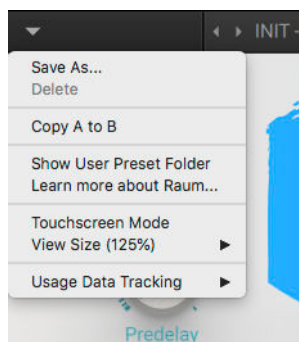 INIT -
Save As...
Delete
Copy A to B
Show User Preset Folder
Learn more about Raum...
Touchscreen Mode
View Size (125%)
Usage Data Tracking
Predelay